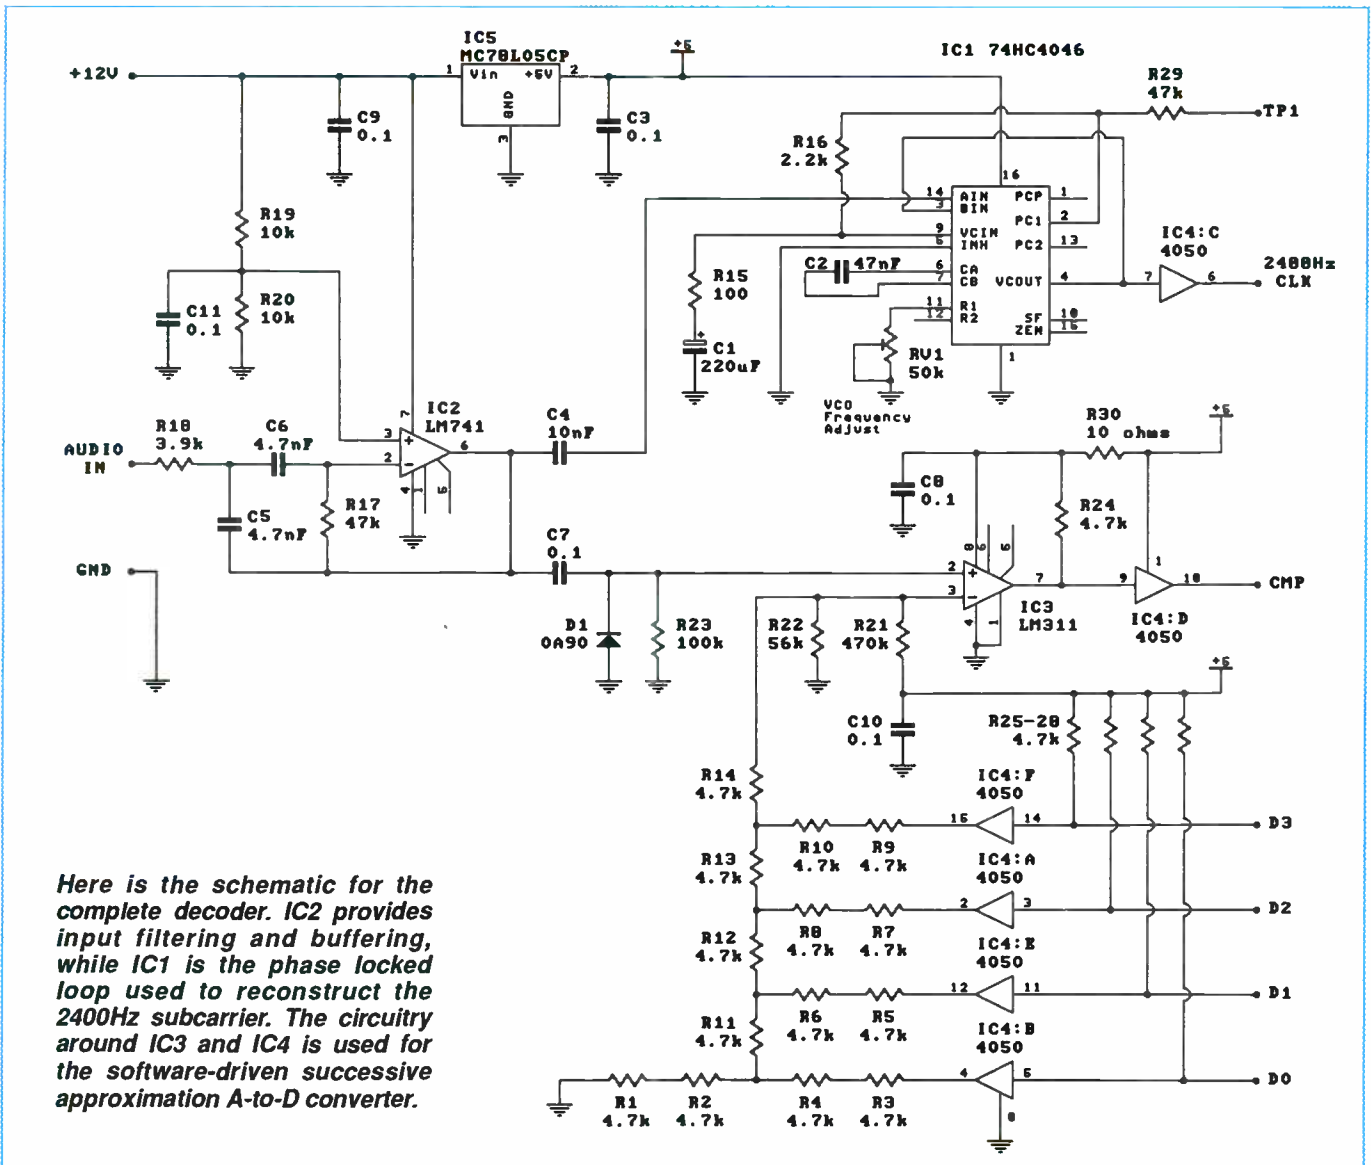 IC5
MC78L05CP
+5
IC1 74HC4046
+12V
1
Vin
+5V
2
GND
3
C9
0.1
C3
0.1
R29
47k
TP1
R16
2.2k
16
14
AIN
PCP
1
3
BIN
PC1
2
9
VCIN
5
INH
PC2
13
C2
47nF
6
CA
7
CB
VCOUT
4
11
R1
12
R2
SF
10
ZEN
15
1
IC4:C
4050
7
6
2400Hz
CLK
R19
10k
R20
10k
C11
0.1
R15
100
+
C1
220uF
RV1
50k
VCO
Frequency
Adjust
R18
3.9k
C6
4.7nF
AUDIO
IN
7
IC2
LM741
3
+
6
2
-
4
1
5
C4
10nF
R17
47k
C5
4.7nF
GND
C7
0.1
D1
OA90
R23
100k
R30
10 ohms
+5
C8
0.1
R24
4.7k
8
6
5
2
+
7
3
-
4
1
IC3
LM311
1
9
10
CMP
IC4:D
4050
R22
56k
R21
470k
+5
C10
0.1
R25-28
4.7k
R14
4.7k
IC4:F
4050
15
14
D3
R10
4.7k
R9
4.7k
R13
4.7k
IC4:A
4050
2
3
D2
R8
4.7k
R7
4.7k
R12
4.7k
IC4:E
4050
12
11
D1
R6
4.7k
R5
4.7k
R11
4.7k
IC4:B
4050
4
5
D0
R1
4.7k
R2
4.7k
R4
4.7k
R3
4.7k
8
Here is the schematic for the
complete decoder. IC2 provides
input filtering and buffering,
while IC1 is the phase locked
loop used to reconstruct the
2400Hz subcarrier. The circuitry
around IC3 and IC4 is used for
the software-driven successive
approximation A-to-D converter.